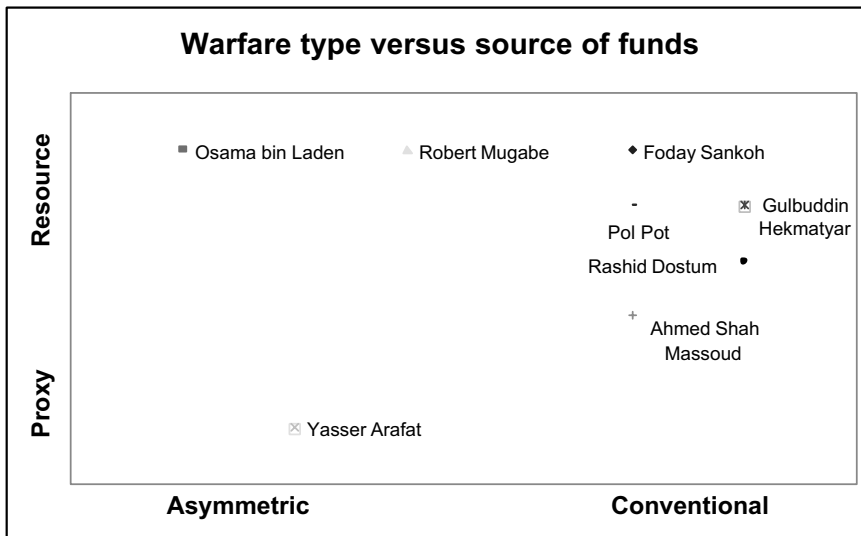 Warfare type versus source of funds
Resource
Proxy
Osama bin Laden
Robert Mugabe
Foday Sankoh
Gulbuddin
Hekmatyar
Pol Pot
Rashid Dostum
Ahmed Shah
Massoud
Yasser Arafat
Asymmetric
Conventional